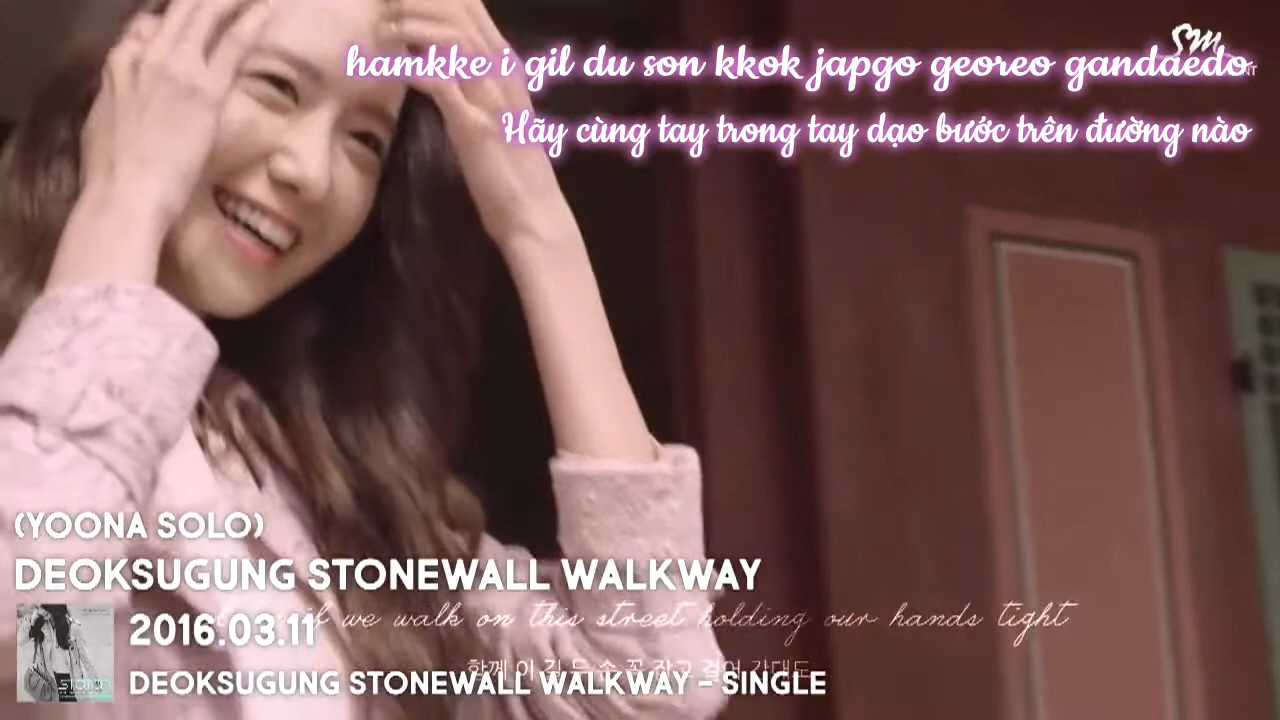 SM
hamkke i gil du son kkok japgo georeo gandaedo
Hãy cùng tay trong tay dạo bước trên đường nào
(YOONA SOLO)
DEOKSUGUNG STONEWALL WALKWAY
if we walk on this street holding our hands tight
2016.03.11
함께 이 길 두 손 꼭 잡고 걸어 간대도
DEOKSUGUNG STONEWALL WALKWAY - SINGLE
STATION